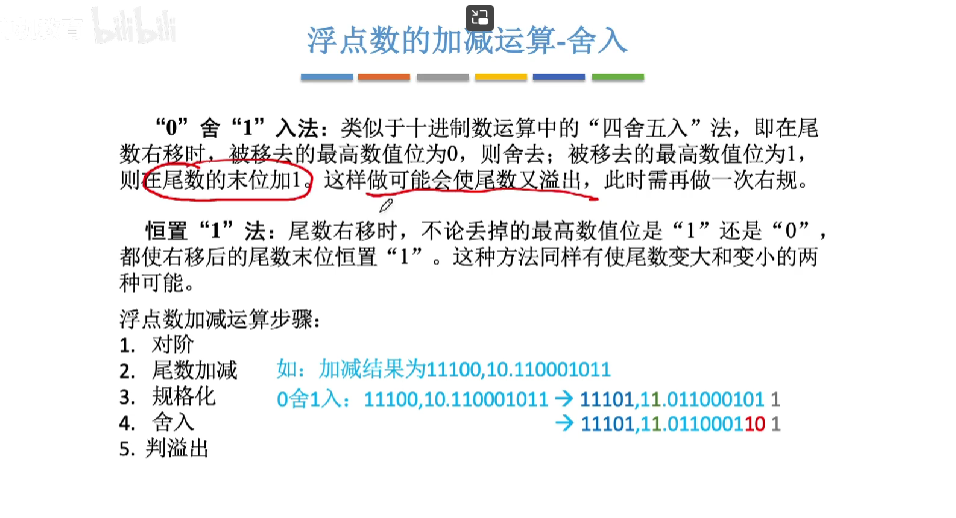 bilibili
浮点数的加减运算-舍入
“0”舍“1”入法：类似于十进制数运算中的“四舍五入”法，即在尾
数右移时，被移去的最高数值位为0，则舍去；被移去的最高数值位为1，
则在尾数的末位加1。这样做可能会使尾数又溢出，此时需再做一次右规。
恒置“1”法：尾数右移时，不论丢掉的最高数值位是“1”还是“0”，
都使右移后的尾数末位恒置“1”。这种方法同样有使尾数变大和变小的两
种可能。
浮点数加减运算步骤：
1. 对阶
2. 尾数加减 如：加减结果为11100,10.110001011
3. 规格化 0舍1入：11100,10.110001011 → 11101,11.011000101 1
4. 舍入 → 11101,11.011000110 1
5. 判溢出